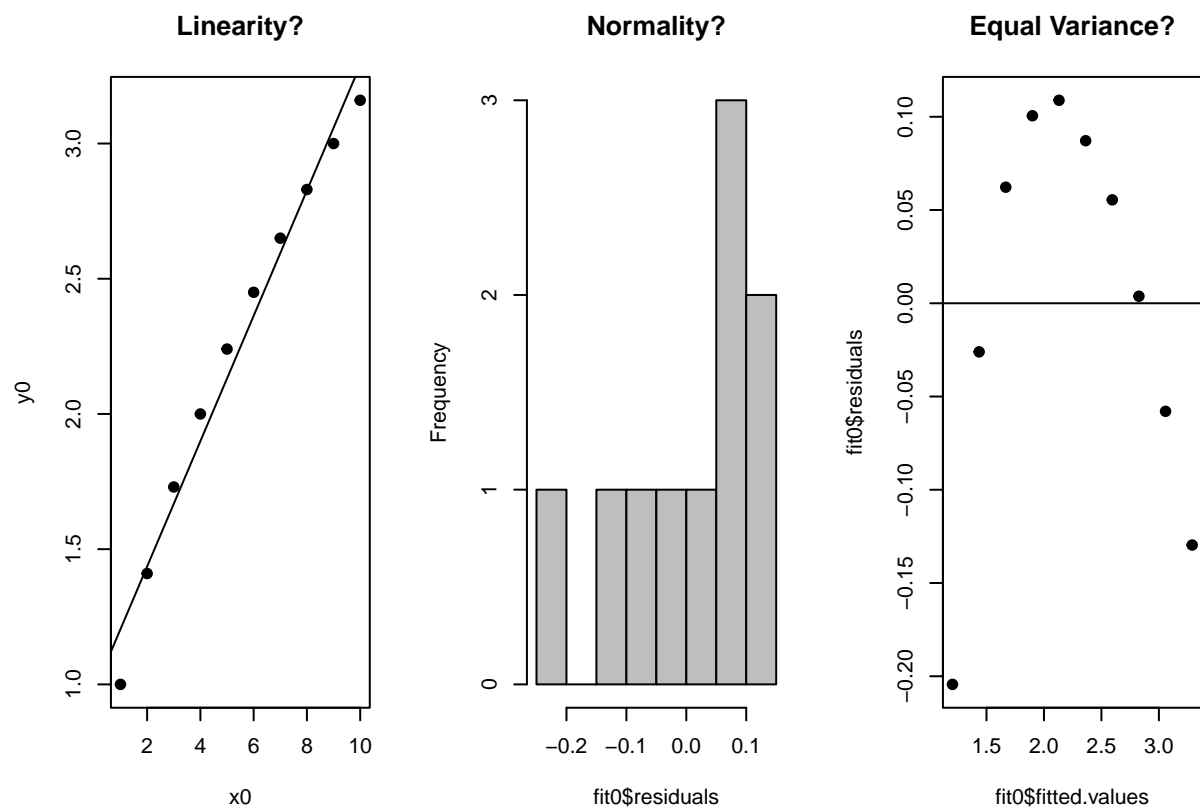 Linearity?
y0
3.0
2.5
2.0
1.5
1.0
2 4 6 8 10
x0
Normality?
Frequency
3
2
1
0
−0.2 −0.1 0.0 0.1
fit0$residuals
Equal Variance?
fit0$residuals
0.10
0.05
0.00
−0.05
−0.10
−0.15
−0.20
1.5 2.0 2.5 3.0
fit0$fitted.values